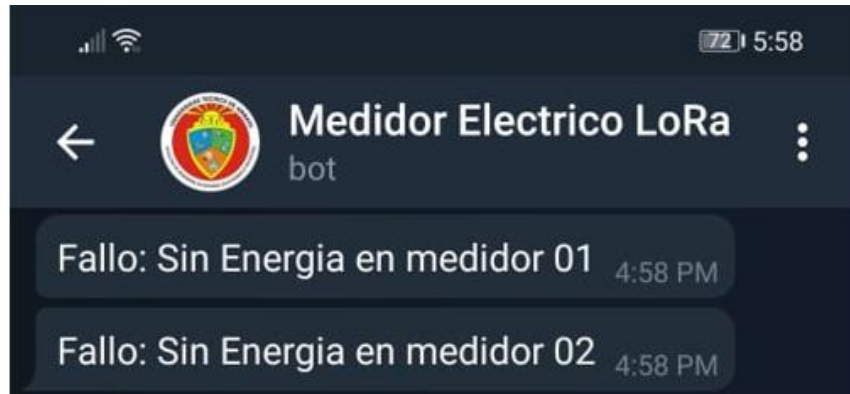 72 5:58
Medidor Electrico LoRa
bot
Fallo: Sin Energia en medidor 01 4:58 PM
Fallo: Sin Energia en medidor 02 4:58 PM